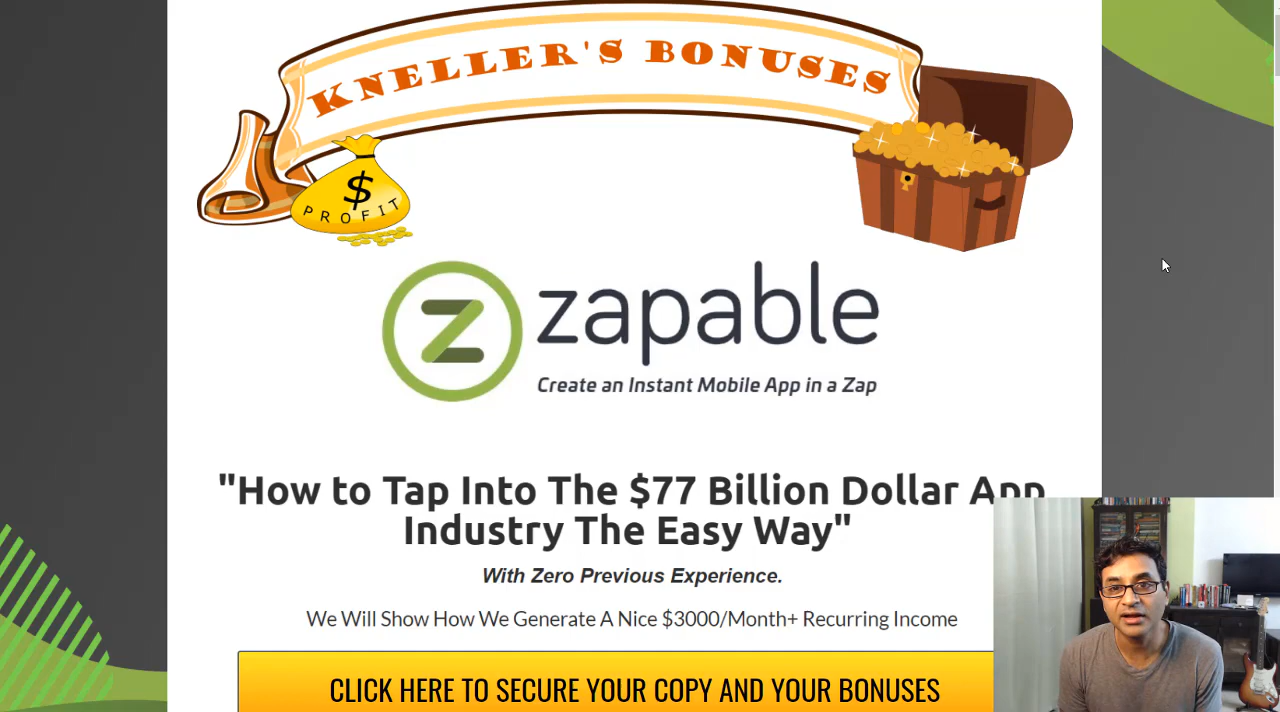 KNELLER'S BONUSES
$
PROFIT
Z
zapable
Create an Instant Mobile App in a Zap
"How to Tap Into The $77 Billion Dollar App
Industry The Easy Way"
With Zero Previous Experience.
We Will Show How We Generate A Nice $3000/Month+ Recurring Income
CLICK HERE TO SECURE YOUR COPY AND YOUR BONUSES